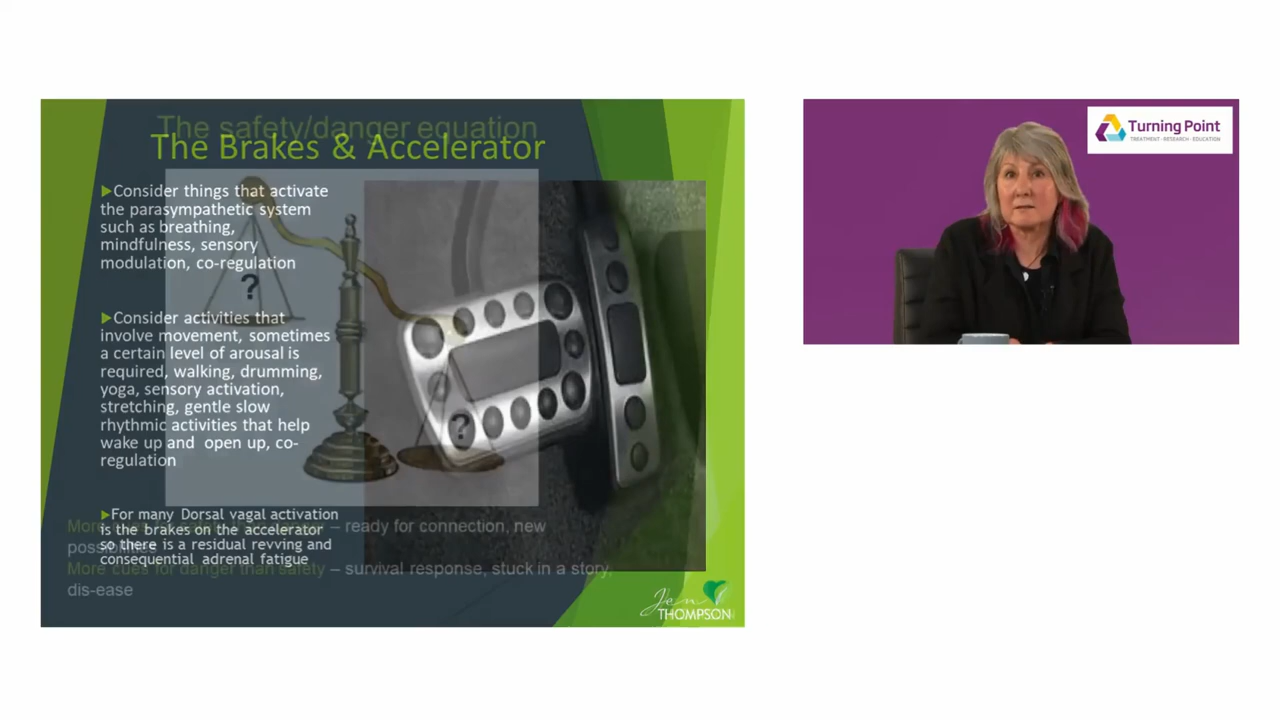 The safety/danger equation
The Brakes & Accelerator
►Consider things that activate
the parasympathetic system
such as breathing,
mindfulness, sensory
modulation, co-regulation
?
►Consider activities that
involve movement, sometimes
a certain level of arousal is
required, walking, drumming,
yoga, sensory activation,
stretching, gentle slow
rhythmic activities that help
wake up and open up, co-
regulation
?
►For many Dorsal vagal activation
is the brakes on the accelerator
so there is a residual revving and
consequential adrenal fatigue
More – ready for connection, new
possibilities
More cues for danger than safety – survival response, stuck in a story,
dis-ease
Jen
THOMPSON
Turning Point
TREATMENT · RESEARCH · EDUCATION